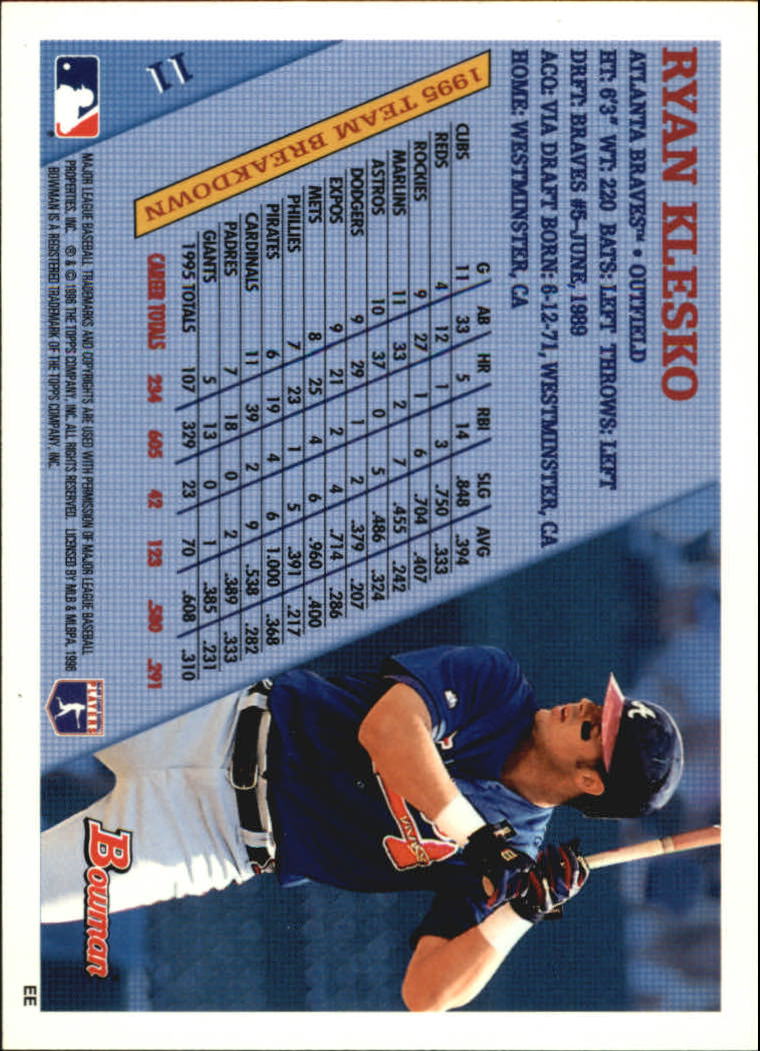 RYAN KLESKO
ATLANTA BRAVES™ • OUTFIELD
HT: 6'3" WT: 220 BATS: LEFT THROWS: LEFT
DRFT: BRAVES #5-JUNE, 1989
ACQ: VIA DRAFT BORN: 6-12-71, WESTMINSTER, CA
HOME: WESTMINSTER, CA
1995 TEAM BREAKDOWN
G AB HR RBI SLG AVG
CUBS 11 33 5 14 .848 .394
REDS 4 12 1 3 .750 .333
ROCKIES 9 27 1 6 .704 .407
MARLINS 11 33 2 7 .455 .242
ASTROS 10 37 0 5 .486 .324
DODGERS 9 29 1 2 .379 .207
EXPOS 9 21 2 4 .714 .286
METS 8 25 4 6 .960 .400
PHILLIES 7 23 1 5 .391 .217
PIRATES 6 19 4 6 1.000 .368
CARDINALS 11 39 2 9 .538 .282
PADRES 7 18 0 2 .389 .333
GIANTS 5 13 0 1 .385 .231
1995 TOTALS 107 329 23 70 .608 .310
CAREER TOTALS 234 605 42 123 .580 .291
11
MAJOR LEAGUE BASEBALL TRADEMARKS AND COPYRIGHTS ARE USED WITH PERMISSION OF MAJOR LEAGUE BASEBALL
PROPERTIES, INC. ® & © 1996 THE TOPPS COMPANY, INC. ALL RIGHTS RESERVED. LICENSED BY MLB & MLBPA, 1996
BOWMAN IS A REGISTERED TRADEMARK OF THE TOPPS COMPANY, INC.
PLAYERS
A
Bowman
EE